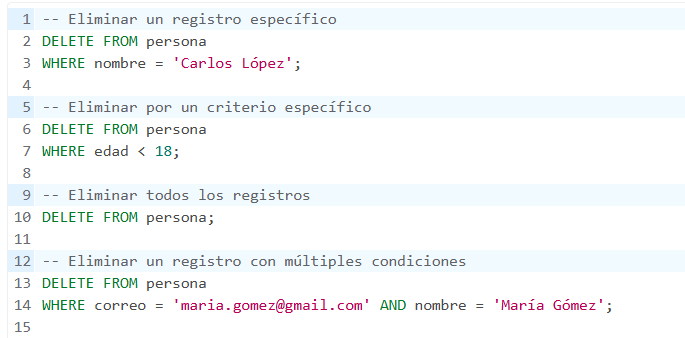 1 -- Eliminar un registro específico
2 DELETE FROM persona
3 WHERE nombre = 'Carlos López';
4
5 -- Eliminar por un criterio específico
6 DELETE FROM persona
7 WHERE edad < 18;
8
9 -- Eliminar todos los registros
10 DELETE FROM persona;
11
12 -- Eliminar un registro con múltiples condiciones
13 DELETE FROM persona
14 WHERE correo = 'maria.gomez@gmail.com' AND nombre = 'María Gómez';
15